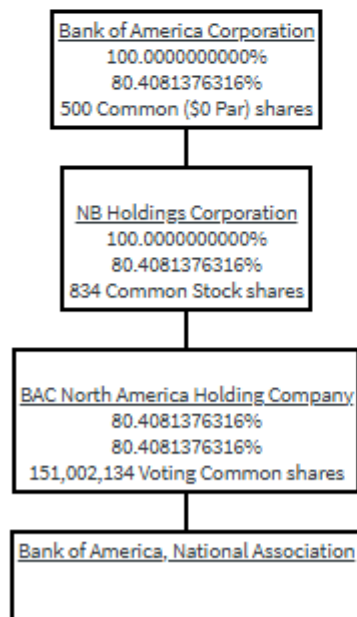 Bank of America Corporation
100.0000000000%
80.4081376316%
500 Common ($0 Par) shares
NB Holdings Corporation
100.0000000000%
80.4081376316%
834 Common Stock shares
BAC North America Holding Company
80.4081376316%
80.4081376316%
151,002,134 Voting Common shares
Bank of America, National Association